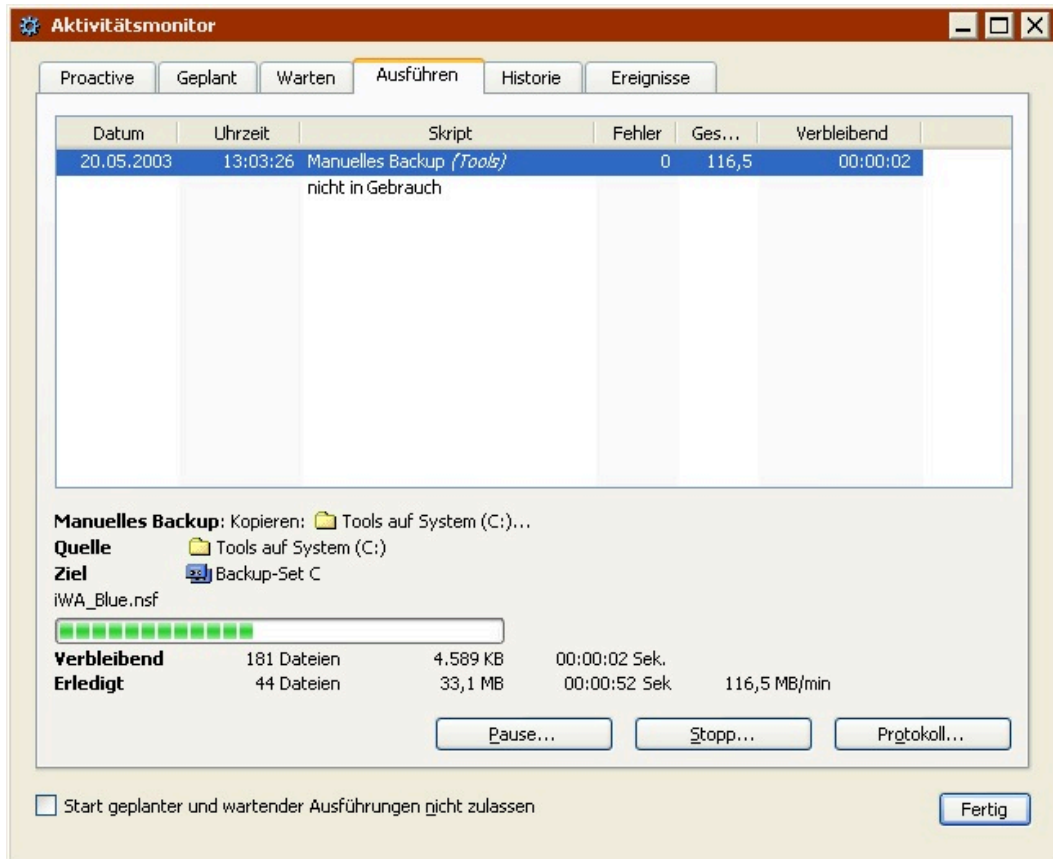 Aktivitätsmonitor
Proactive Geplant Warten Ausführen Historie Ereignisse
Datum Uhrzeit Skript Fehler Ges... Verbleibend
20.05.2003 13:03:26 Manuelles Backup (Tools) 0 116,5 00:00:02
nicht in Gebrauch
Manuelles Backup: Kopieren: Tools auf System (C:)...
Quelle Tools auf System (C:)
Ziel Backup-Set C
iWA_Blue.nsf
Verbleibend 181 Dateien 4.589 KB 00:00:02 Sek.
Erledigt 44 Dateien 33,1 MB 00:00:52 Sek 116,5 MB/min
Pause... Stopp... Protokoll...
Start geplanter und wartender Ausführungen nicht zulassen
Fertig